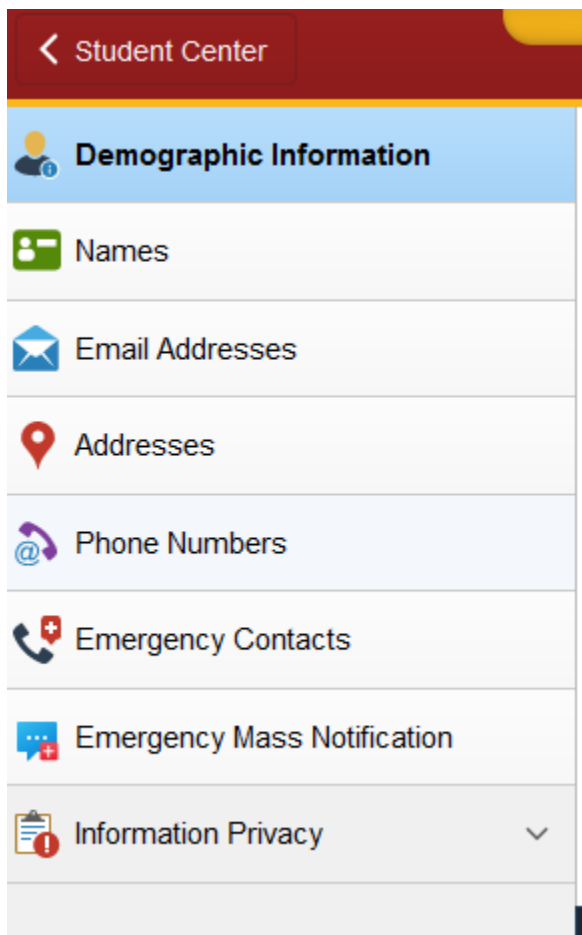 Student Center
Demographic Information
Names
Email Addresses
Addresses
Phone Numbers
Emergency Contacts
Emergency Mass Notification
Information Privacy